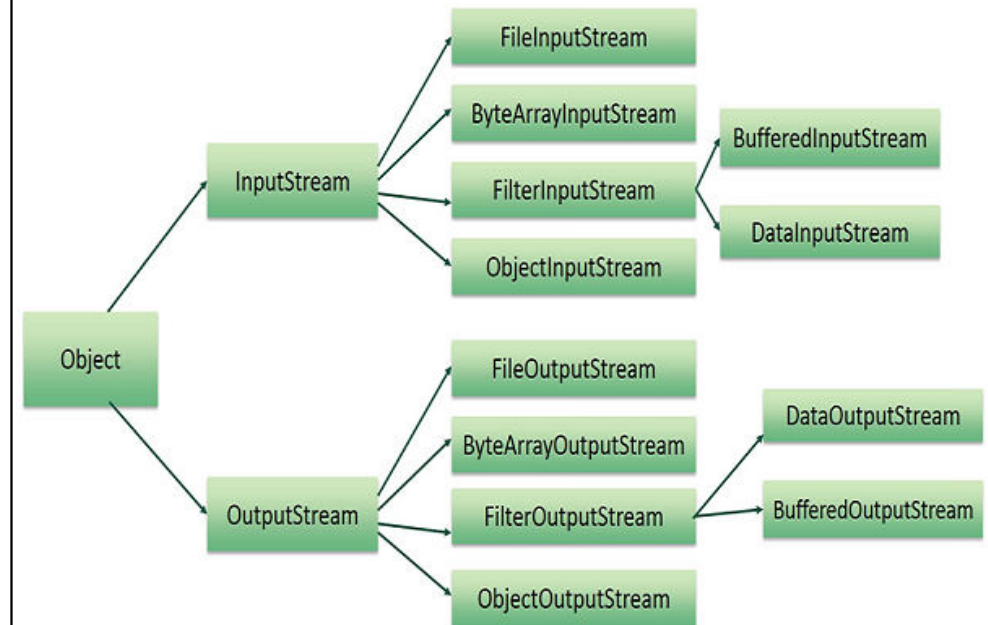 FileInputStream
ByteArrayInputStream
BufferedInputStream
InputStream
FilterInputStream
DataInputStream
ObjectInputStream
Object
FileOutputStream
DataOutputStream
ByteArrayOutputStream
OutputStream
FilterOutputStream
BufferedOutputStream
ObjectOutputStream